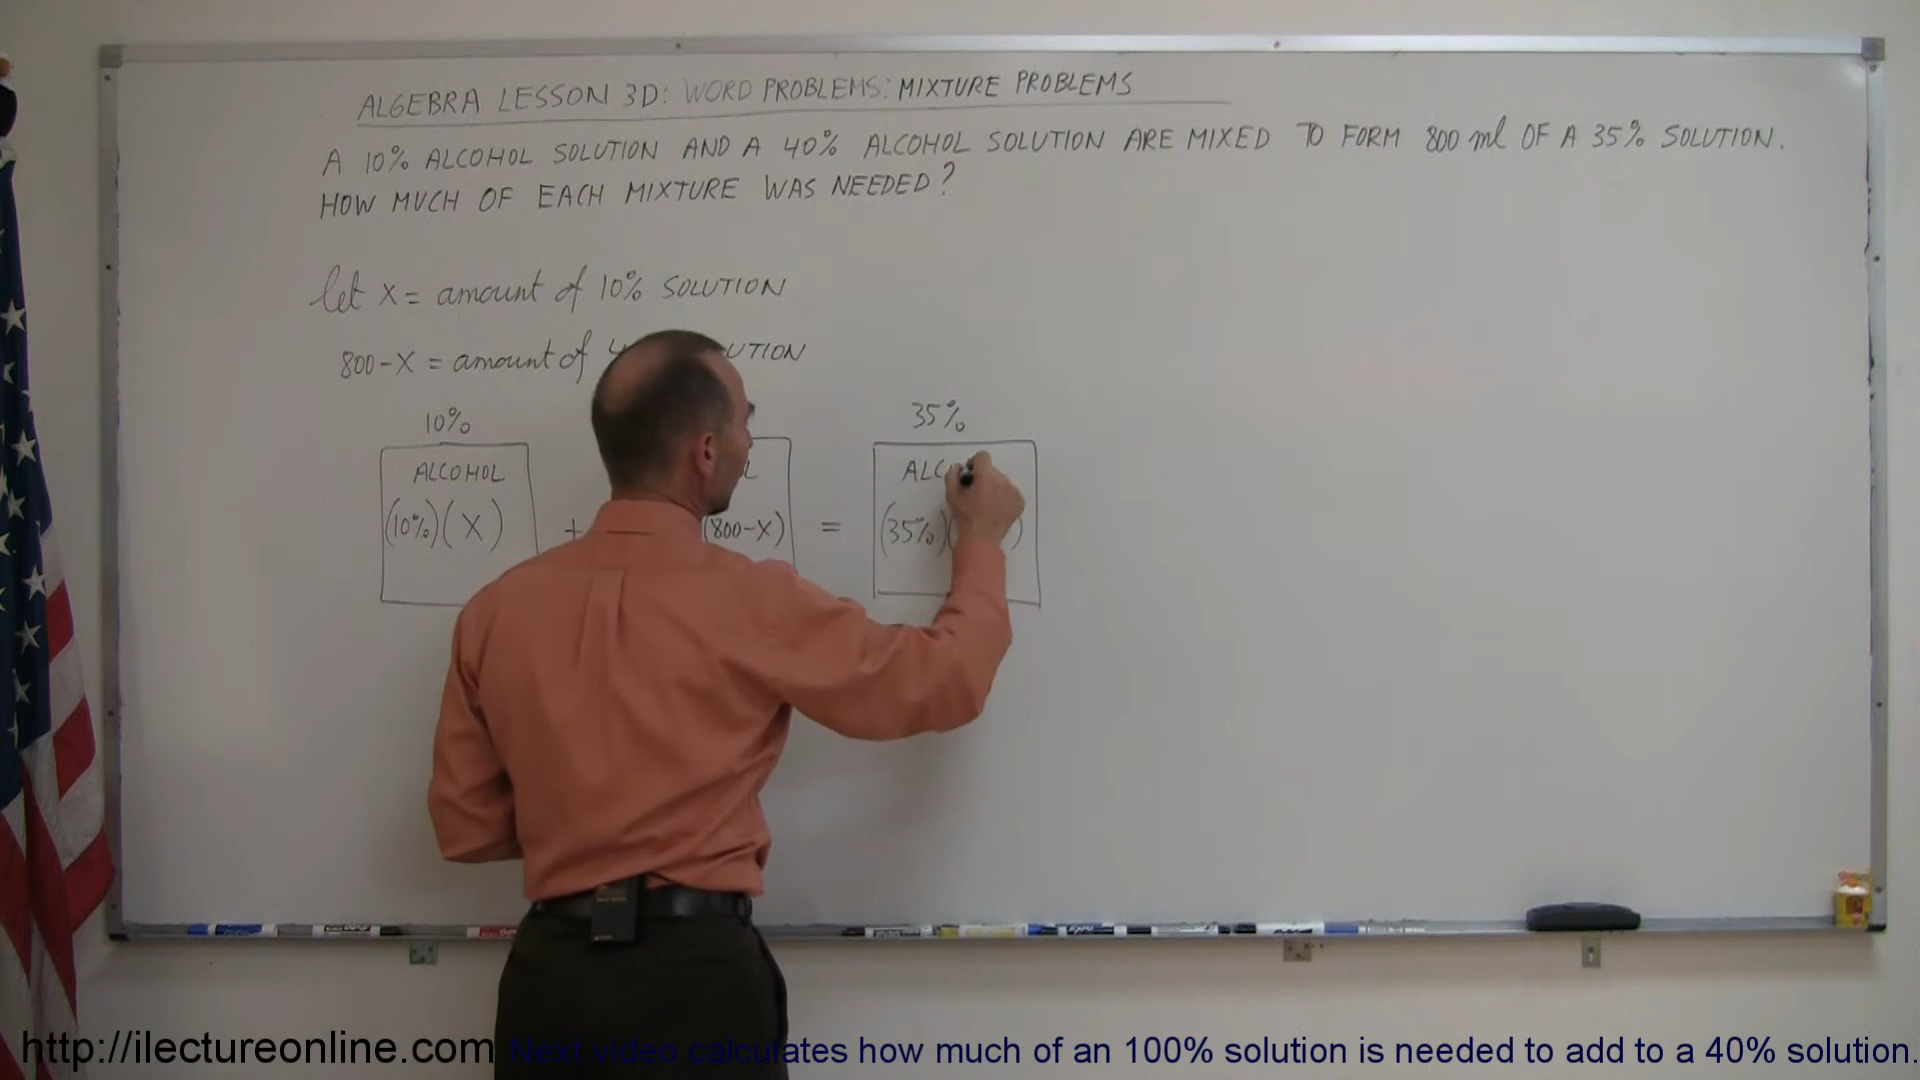 ALGEBRA LESSON 3D: WORD PROBLEMS: MIXTURE PROBLEMS
A 10% ALCOHOL SOLUTION AND A 40% ALCOHOL SOLUTION ARE MIXED TO FORM 800 ml OF A 35% SOLUTION.
HOW MUCH OF EACH MIXTURE WAS NEEDED?
let X = amount of 10% SOLUTION
800-X = amount of
10% 35%
ALCOHOL
(10%)(X) + (800-X) = (35%)
http://ilectureonline.com Next video calculates how much of an 100% solution is needed to add to a 40% solution.